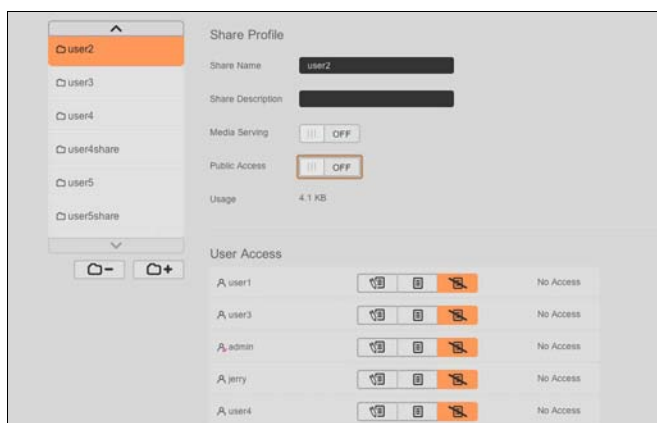 user2
user3
user4
user4share
user5
user5share
Share Profile
Share Name user2
Share Description
Media Serving OFF
Public Access OFF
Usage 4.1 KB
User Access
user1 No Access
user3 No Access
admin No Access
jerry No Access
user4 No Access